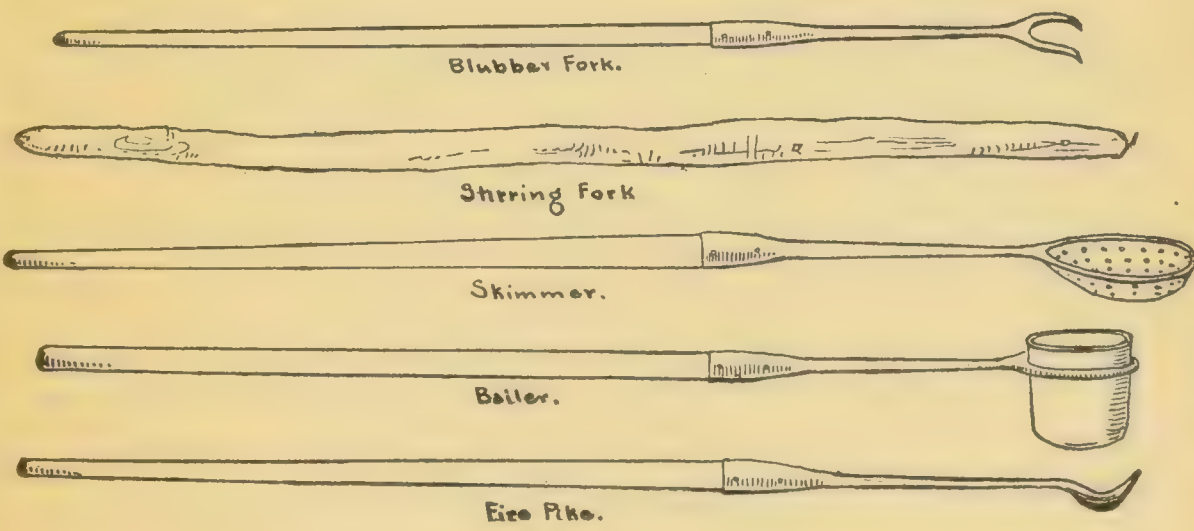 Blubber Fork.
Stirring Fork
Skimmer.
Bailer.
Fire Pike.